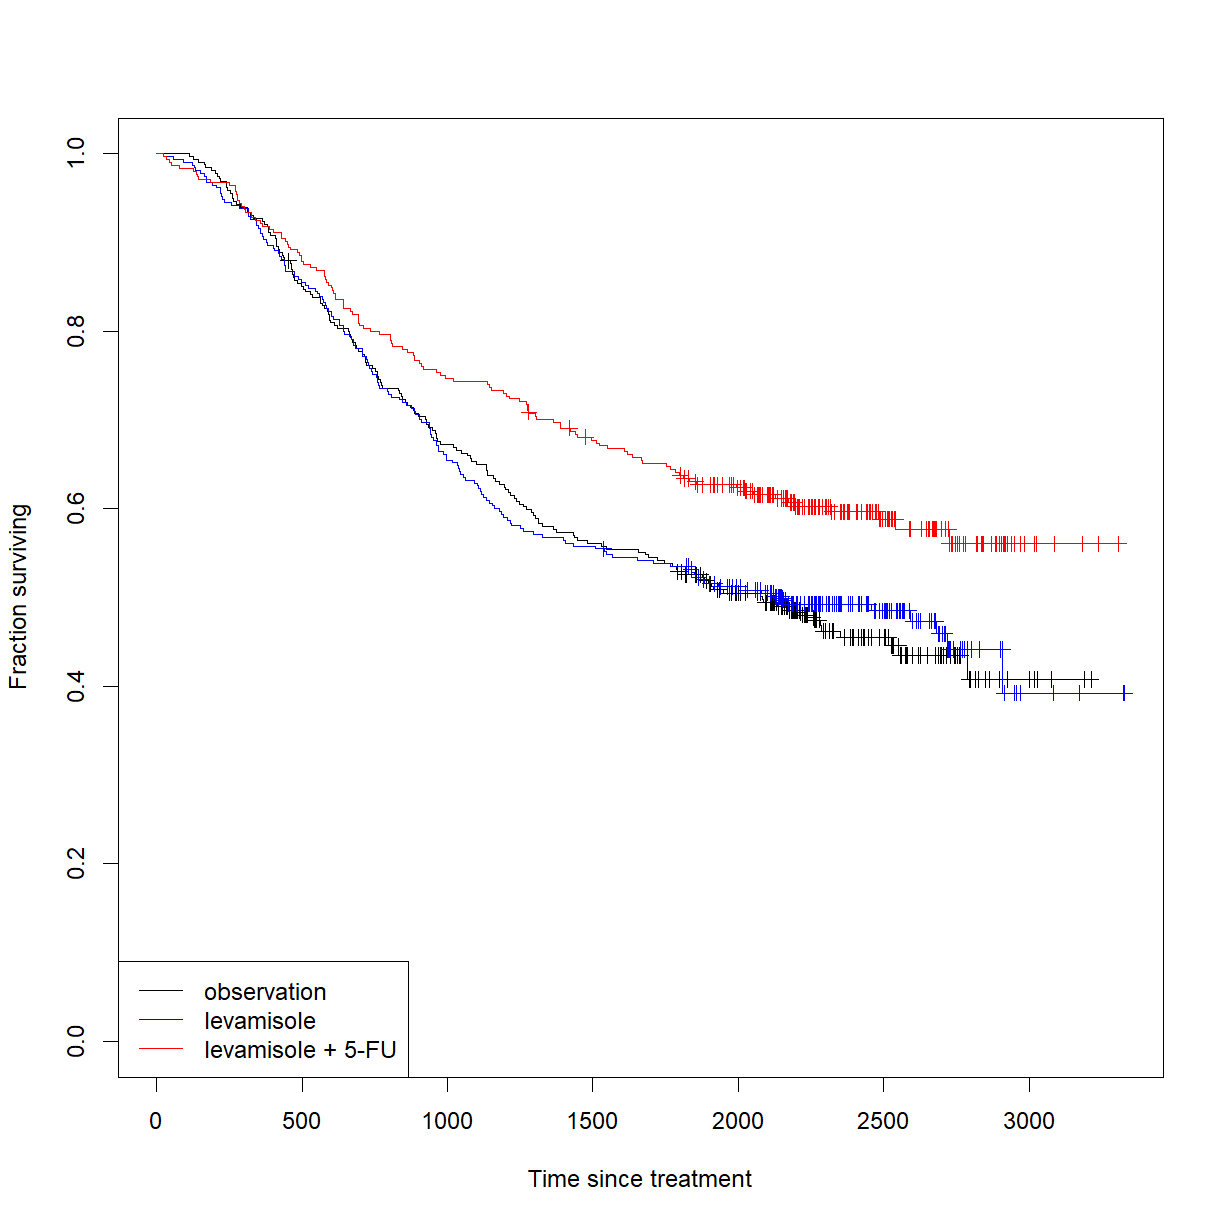 1.0
0.8
0.6
0.4
0.2
0.0
Fraction surviving
observation
levamisole
levamisole + 5-FU
0 500 1000 1500 2000 2500 3000
Time since treatment